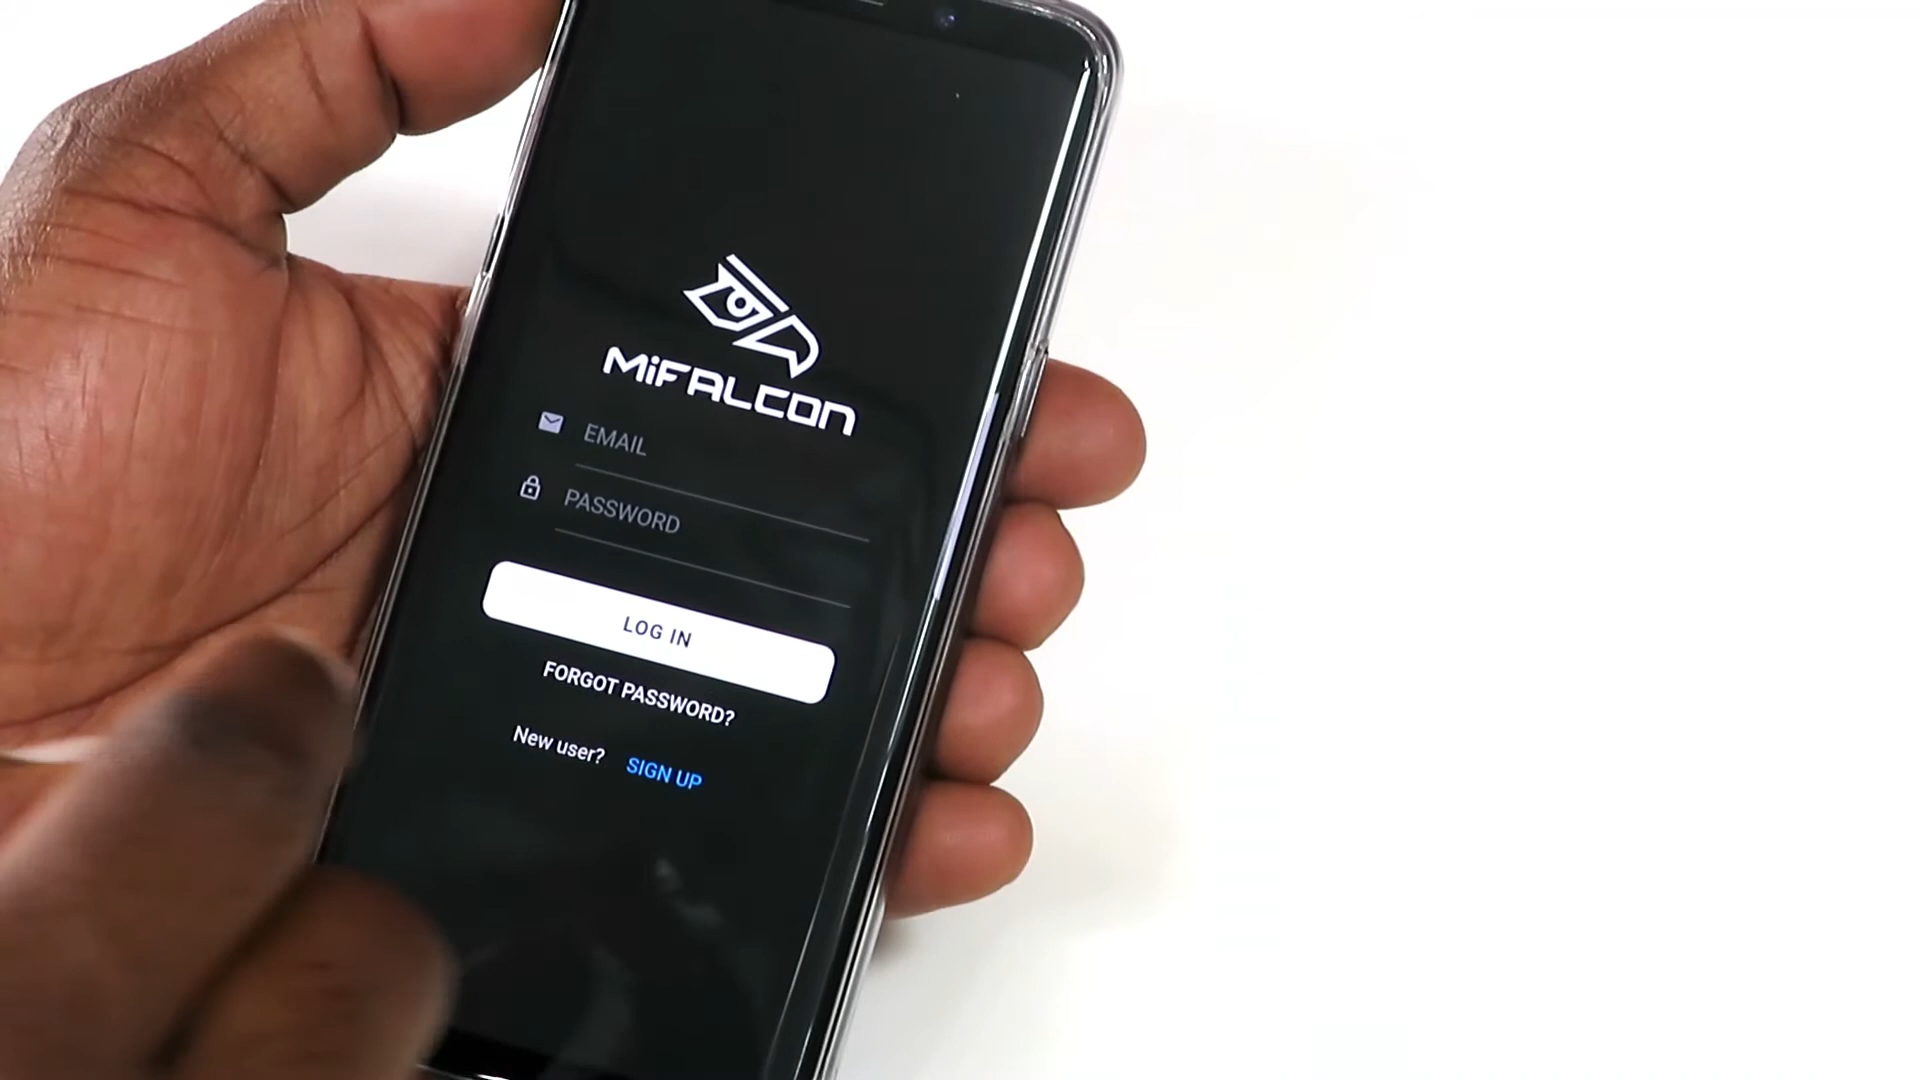 MiFALCON
EMAIL
PASSWORD
LOG IN
FORGOT PASSWORD?
New user? SIGN UP